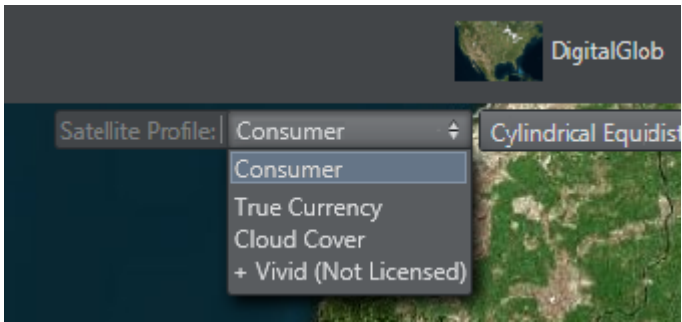 DigitalGlob
Satellite Profile: Consumer Cylindrical Equidist
Consumer
True Currency
Cloud Cover
+ Vivid (Not Licensed)